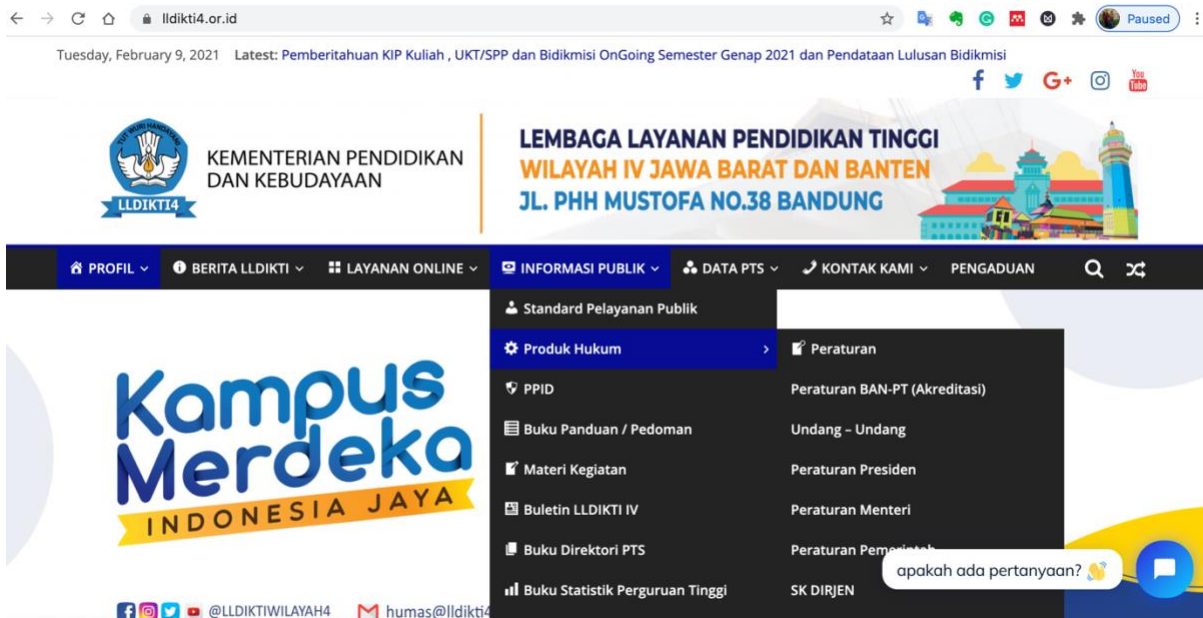 lldikti4.or.id
Paused
Tuesday, February 9, 2021 Latest: Pemberitahuan KIP Kuliah , UKT/SPP dan Bidikmisi OnGoing Semester Genap 2021 dan Pendataan Lulusan Bidikmisi
You Tube
TUT WURI HANDAYANI
LLDIKTI4
KEMENTERIAN PENDIDIKAN
DAN KEBUDAYAAN
LEMBAGA LAYANAN PENDIDIKAN TINGGI
WILAYAH IV JAWA BARAT DAN BANTEN
JL. PHH MUSTOFA NO.38 BANDUNG
PROFIL BERITA LLDIKTI LAYANAN ONLINE INFORMASI PUBLIK DATA PTS KONTAK KAMI PENGADUAN
Standard Pelayanan Publik
Produk Hukum
PPID
Buku Panduan / Pedoman
Materi Kegiatan
Buletin LLDIKTI IV
Buku Direktori PTS
Buku Statistik Perguruan Tinggi
Peraturan
Peraturan BAN-PT (Akreditasi)
Undang – Undang
Peraturan Presiden
Peraturan Menteri
Peraturan
SK DIRJEN
Kampus
Merdeka
INDONESIA JAYA
@LLDIKTIWILAYAH4 humas@lldikti4
apakah ada pertanyaan?